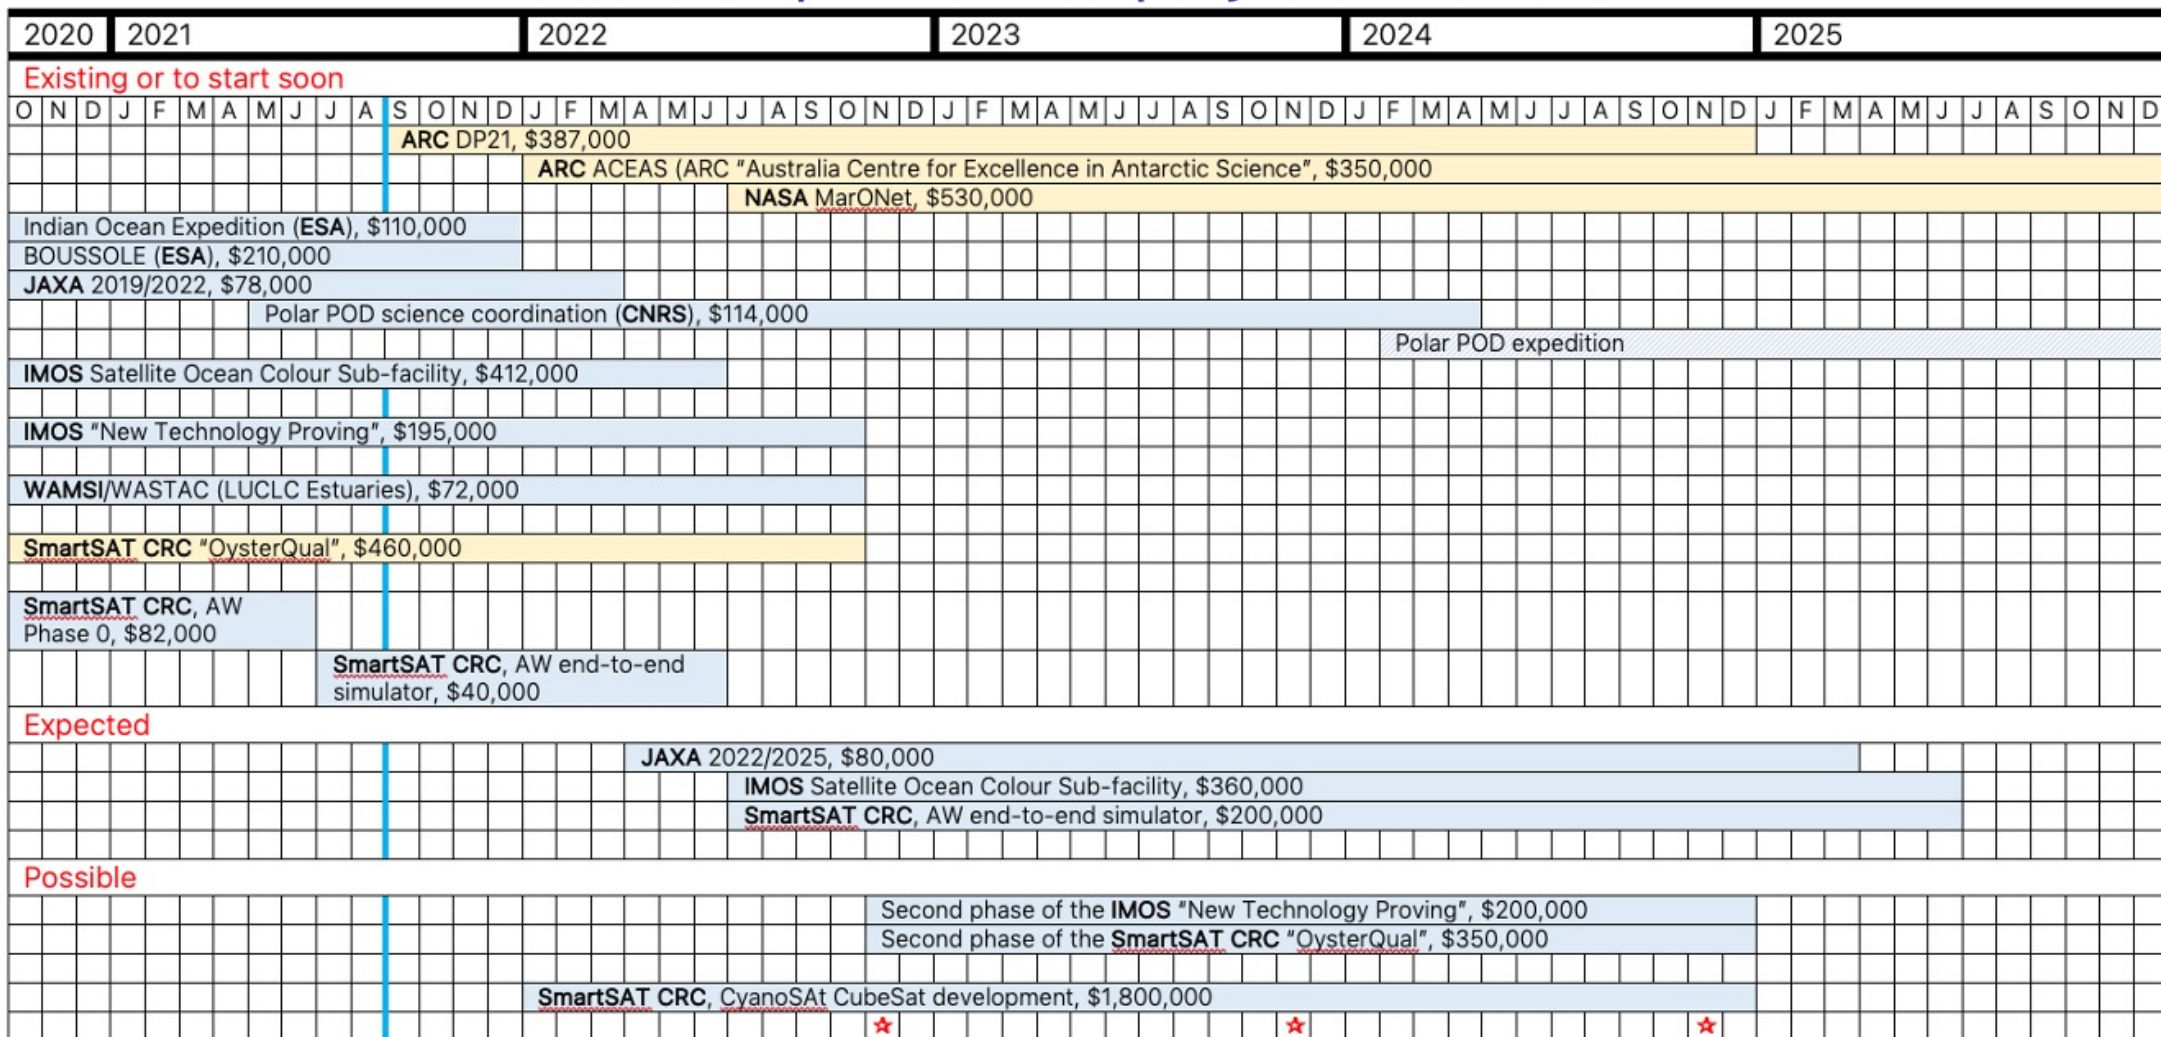 2020 2021 2022 2023 2024 2025
Existing or to start soon
O N D J F M A M J J A S O N D J F M A M J J A S O N D J F M A M J J A S O N D J F M A M J J A S O N D J F M A M J J A S O N D
ARC DP21, $387,000
ARC ACEAS (ARC “Australia Centre for Excellence in Antarctic Science”, $350,000
NASA MarONet, $530,000
Indian Ocean Expedition (ESA), $110,000
BOUSSOLE (ESA), $210,000
JAXA 2019/2022, $78,000
Polar POD science coordination (CNRS), $114,000
Polar POD expedition
IMOS Satellite Ocean Colour Sub-facility, $412,000
IMOS “New Technology Proving”, $195,000
WAMSI/WASTAC (LUCLC Estuaries), $72,000
SmartSAT CRC “OysterQual”, $460,000
SmartSAT CRC, AW
Phase 0, $82,000
SmartSAT CRC, AW end-to-end
simulator, $40,000
Expected
JAXA 2022/2025, $80,000
IMOS Satellite Ocean Colour Sub-facility, $360,000
SmartSAT CRC, AW end-to-end simulator, $200,000
Possible
Second phase of the IMOS “New Technology Proving”, $200,000
Second phase of the SmartSAT CRC “OysterQual”, $350,000
SmartSAT CRC, CyanoSAt CubeSat development, $1,800,000